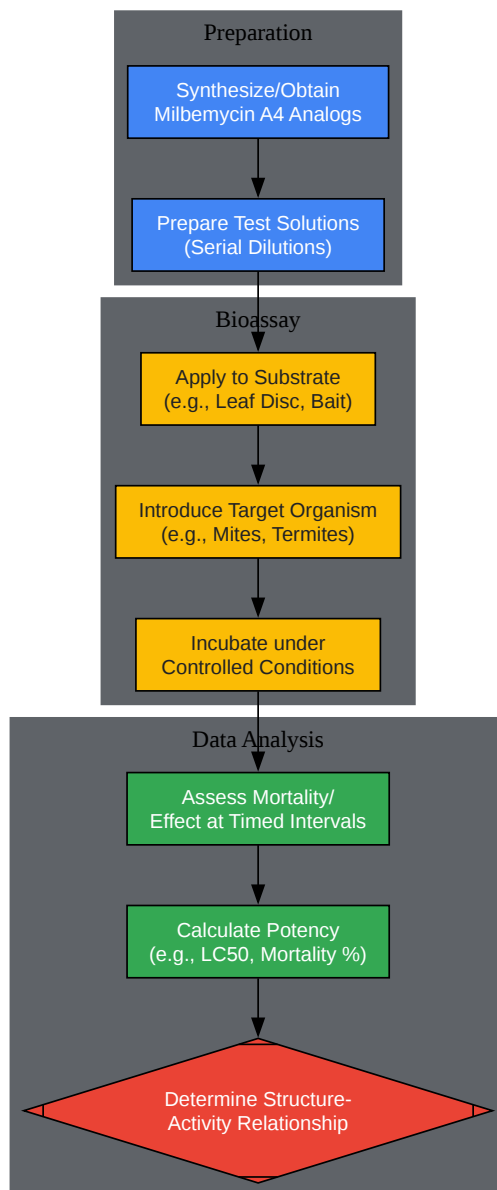 Preparation
Synthesize/Obtain
Milbemycin A4 Analogs
Prepare Test Solutions
(Serial Dilutions)
Bioassay
Apply to Substrate
(e.g., Leaf Disc, Bait)
Introduce Target Organism
(e.g., Mites, Termites)
Incubate under
Controlled Conditions
Data Analysis
Assess Mortality/
Effect at Timed Intervals
Calculate Potency
(e.g., LC50, Mortality %)
Determine Structure-
Activity Relationship